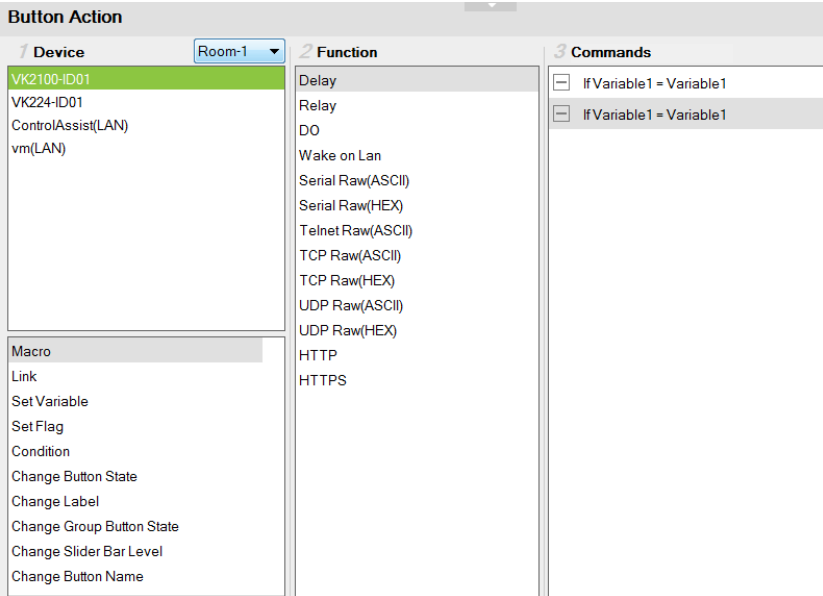 Button Action
1 Device
Room-1
2 Function
3 Commands
VK2100-ID01
VK224-ID01
ControlAssist(LAN)
vm(LAN)
Macro
Link
Set Variable
Set Flag
Condition
Change Button State
Change Label
Change Group Button State
Change Slider Bar Level
Change Button Name
Delay
Relay
DO
Wake on Lan
Serial Raw(ASCII)
Serial Raw(HEX)
Telnet Raw(ASCII)
TCP Raw(ASCII)
TCP Raw(HEX)
UDP Raw(ASCII)
UDP Raw(HEX)
HTTP
HTTPS
If Variable1 = Variable1
If Variable1 = Variable1